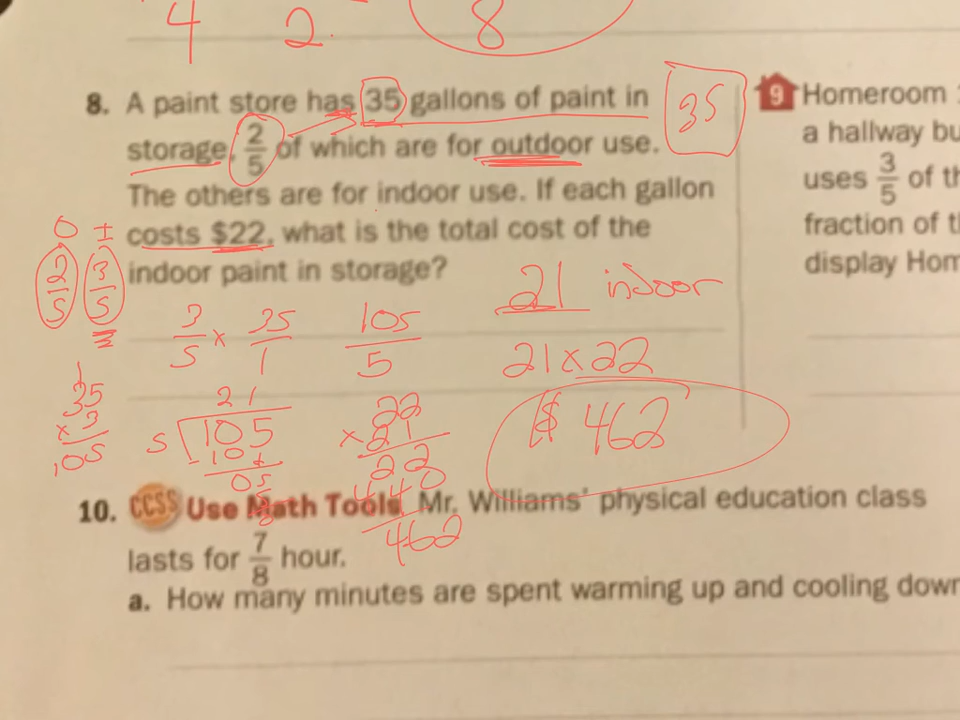 4 2. 8
8. A paint store has 35 gallons of paint in
storage, 2/5 of which are for outdoor use.
The others are for indoor use. If each gallon
costs $22, what is the total cost of the
indoor paint in storage?
35
O ±
2/5 3/5
3/5 × 35/1 105/5
21 indoor
21 x 22
$ 462
1
35
x 3
105
21
5 105
-10↓
05
22
x 21
22
440
462
9 Homeroom
a hallway bu
uses 3/5 of th
fraction of t
display Hom
10. CCSS Use Math Tools Mr. Williams' physical education class
lasts for 7/8 hour.
a. How many minutes are spent warming up and cooling down